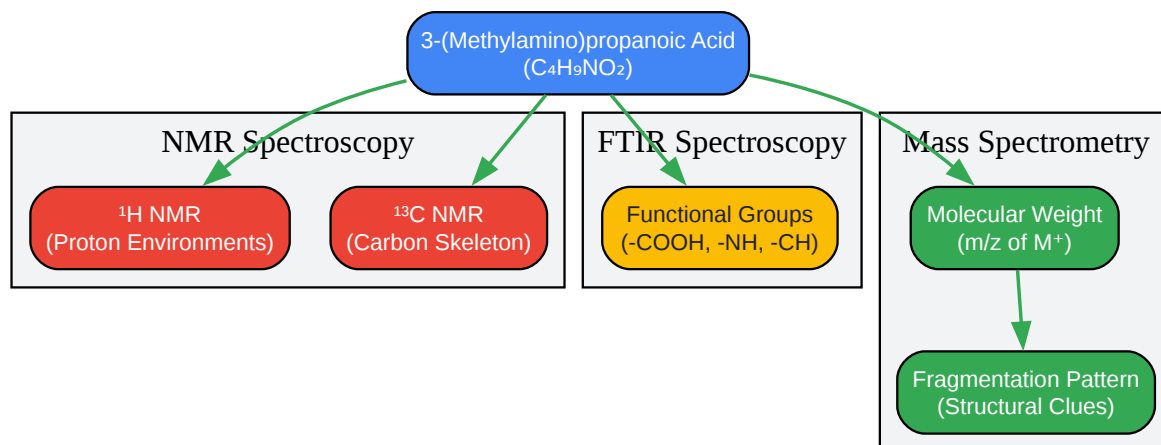 3-(Methylamino)propanoic Acid
(C₄H₉NO₂)
NMR Spectroscopy
FTIR Spectroscopy
Mass Spectrometry
¹H NMR
(Proton Environments)
¹³C NMR
(Carbon Skeleton)
Functional Groups
(-COOH, -NH, -CH)
Molecular Weight
(m/z of M⁺)
Fragmentation Pattern
(Structural Clues)